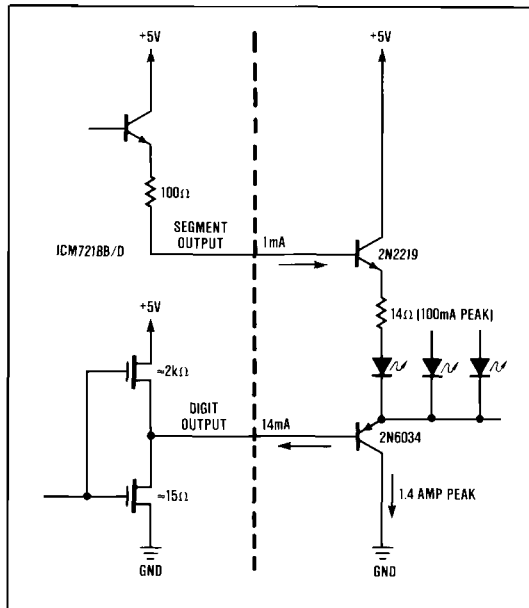 +5V
+5V
100Ω
SEGMENT
OUTPUT
1mA
ICM7218B/D
2N2219
14Ω (100mA PEAK)
+5V
≈2kΩ
DIGIT
OUTPUT
14mA
2N6034
≈15Ω
1.4 AMP PEAK
GND
GND